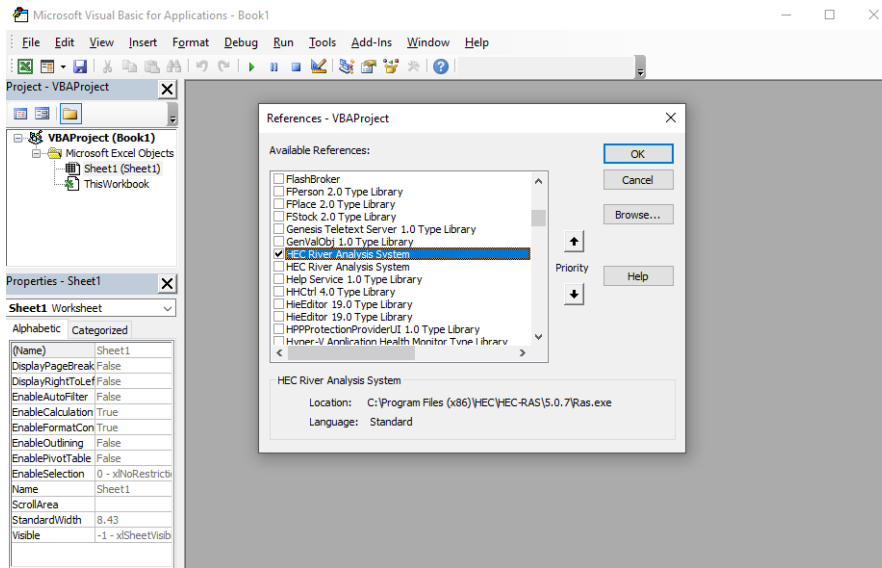 Microsoft Visual Basic for Applications - Book1
File Edit View Insert Format Debug Run Tools Add-Ins Window Help
Project - VBAProject
VBAProject (Book1)
Microsoft Excel Objects
Sheet1 (Sheet1)
ThisWorkbook
Properties - Sheet1
Sheet1 Worksheet
Alphabetic Categorized
(Name) Sheet1
DisplayPageBreak False
DisplayRightToLef False
EnableAutoFilter False
EnableCalculation True
EnableFormatCon True
EnableOutlining False
EnablePivotTable False
EnableSelection 0 - xlNoRestricti
Name Sheet1
ScrollArea
StandardWidth 8.43
Visible -1 - xlSheetVisib
References - VBAProject
Available References:
FlashBroker
FPerson 2.0 Type Library
FPlace 2.0 Type Library
FStock 2.0 Type Library
Genesis Teletext Server 1.0 Type Library
GenValObj 1.0 Type Library
HEC River Analysis System
HEC River Analysis System
Help Service 1.0 Type Library
HHCtrl 4.0 Type Library
HieEditor 19.0 Type Library
HieEditor 19.0 Type Library
HPPProtectionProviderUI 1.0 Type Library
Hyper-V Application Health Monitor Type Library
OK
Cancel
Browse...
Priority
Help
HEC River Analysis System
Location: C:\Program Files (x86)\HEC\HEC-RAS\5.0.7\Ras.exe
Language: Standard